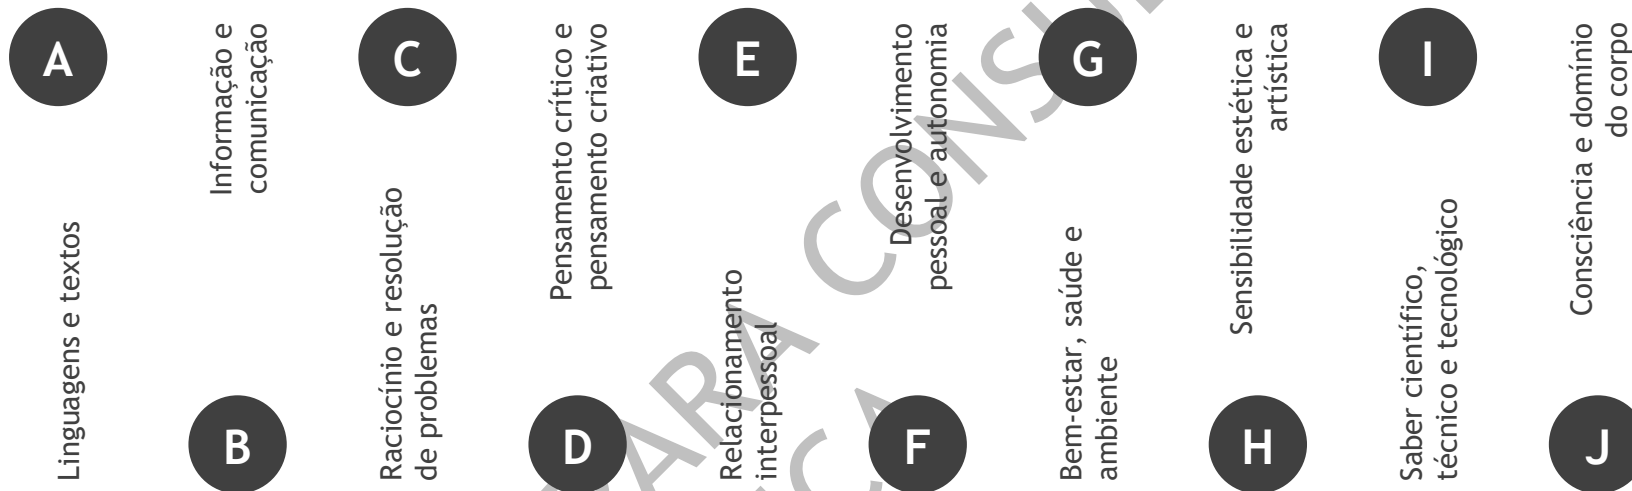 A
Linguagens e textos
Informação e
comunicação
B
C
Raciocínio e resolução
de problemas
Pensamento crítico e
pensamento criativo
D
E
Relacionamento
interpessoal
Desenvolvimento
pessoal e autonomia
F
G
Bem-estar, saúde e
ambiente
Sensibilidade estética e
artística
H
I
Saber científico,
técnico e tecnológico
Consciência e domínio
do corpo
J